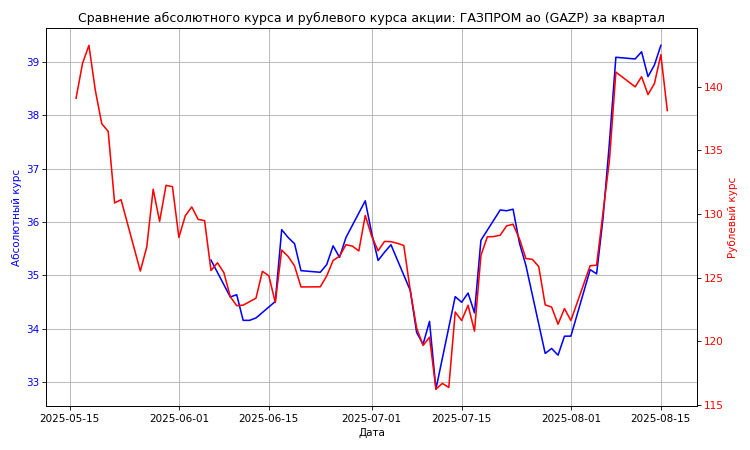 Сравнение абсолютного курса и рублевого курса акции: ГАЗПРОМ ао (GAZP) за квартал
39
38
37
36
35
34
33
Абсолютный курс
140
135
130
125
120
115
Рублевый курс
2025-05-15 2025-06-01 2025-06-15 2025-07-01 2025-07-15 2025-08-01 2025-08-15
Дата